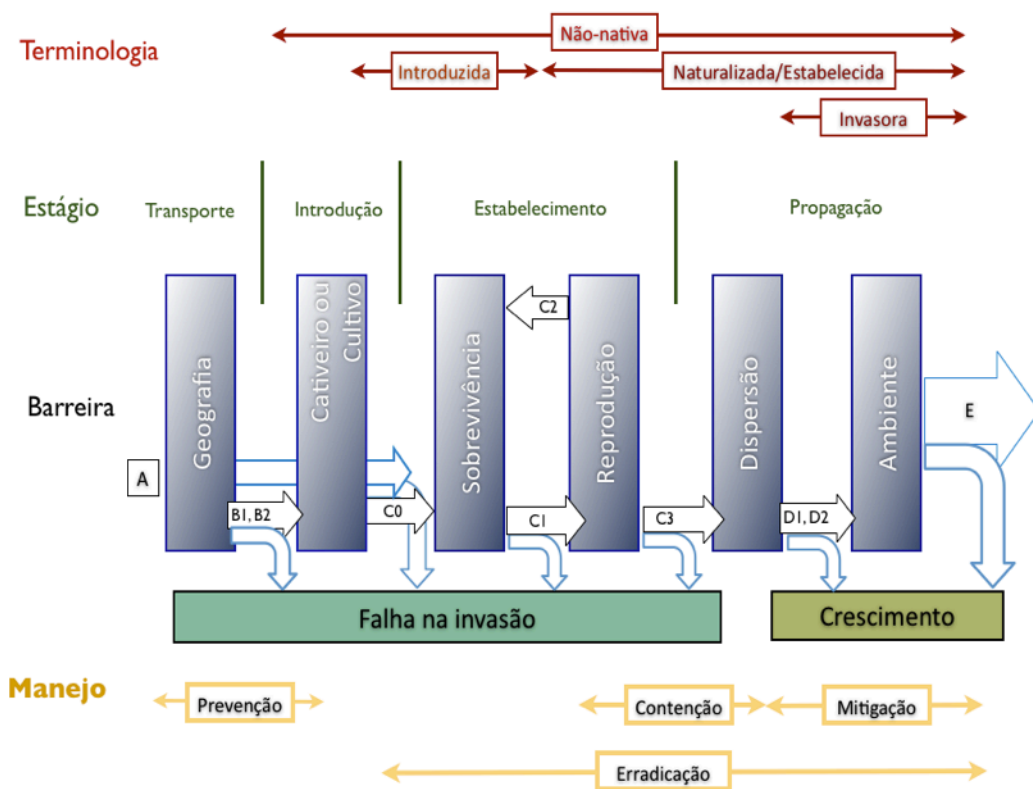 Terminologia
Não-nativa
Introduzida
Naturalizada/Estabelecida
Invasora
Estágio
Transporte
Introdução
Estabelecimento
Propagação
Barreira
A
Geografia
B1, B2
Cativeiro ou
Cultivo
C0
Sobrevivência
C2
C1
Reprodução
C3
Dispersão
D1, D2
Ambiente
E
Falha na invasão
Crescimento
Manejo
Prevenção
Contenção
Mitigação
Erradicação